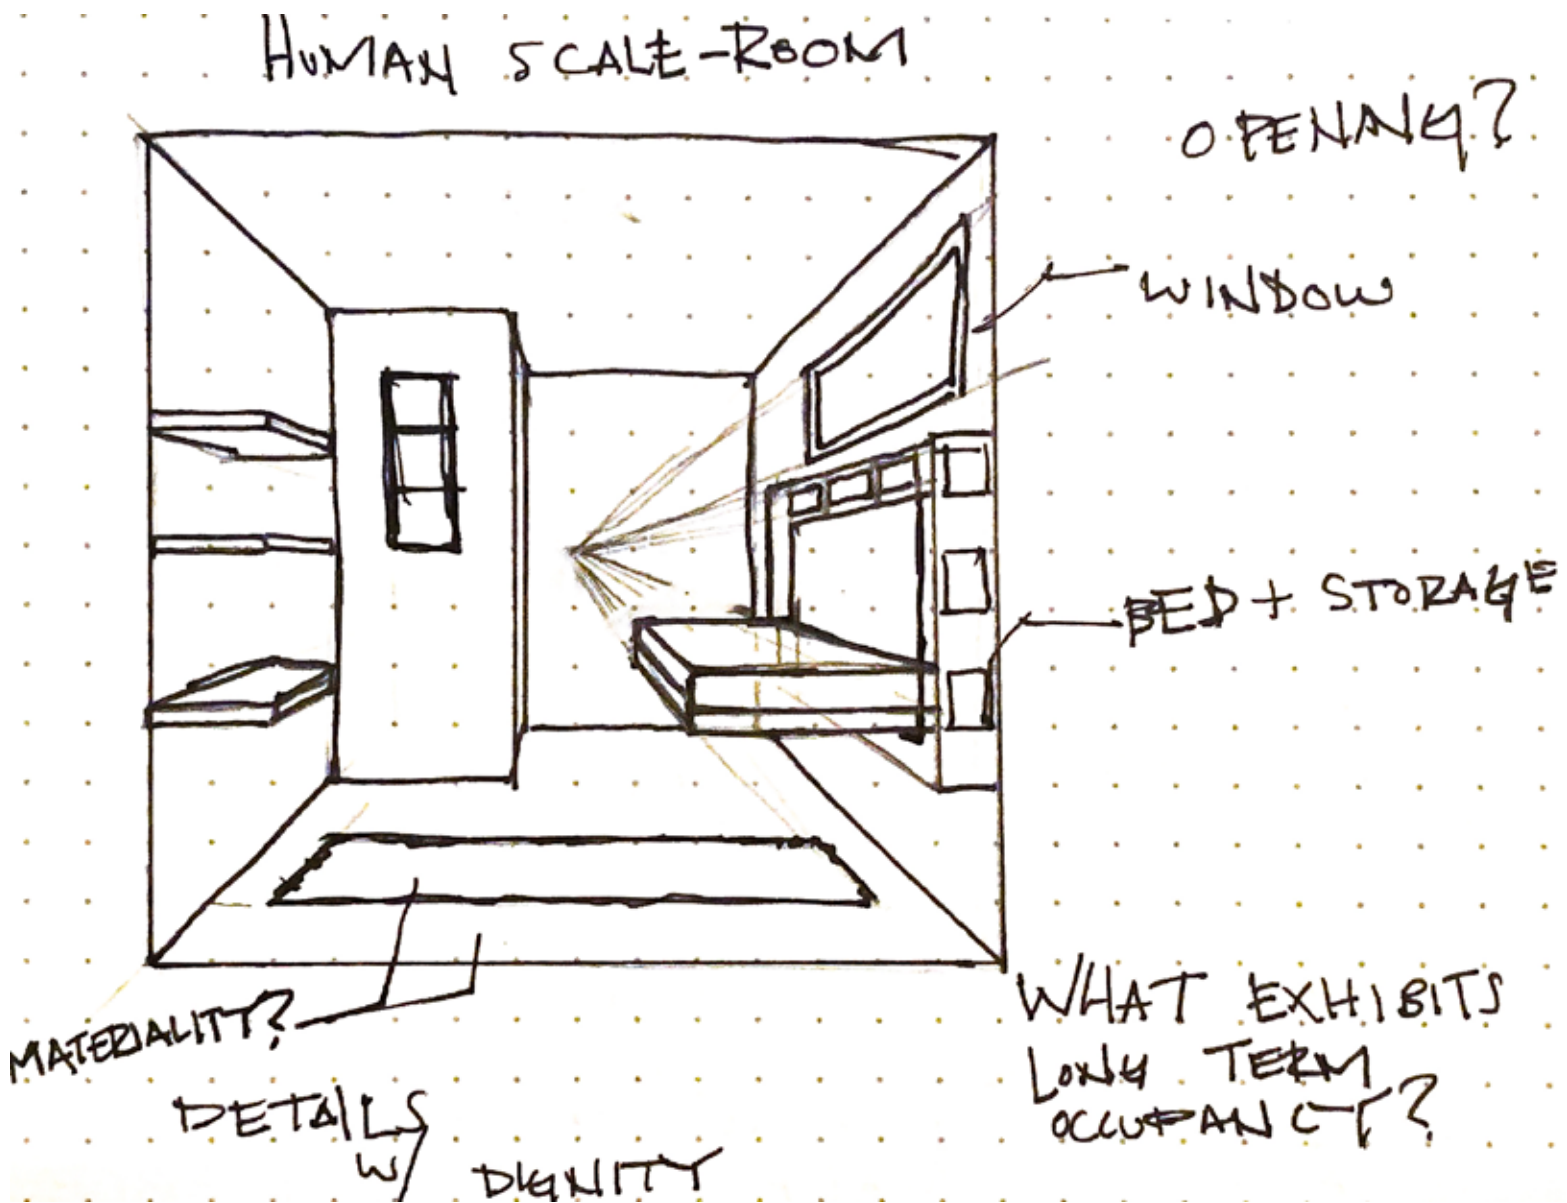 HUMAN SCALE-ROOM
OPENING?
WINDOW
BED + STORAGE
MATERIALITY?
DETAILS
W/ DIGNITY
WHAT EXHIBITS
LONG TERM
OCCUPANCY?